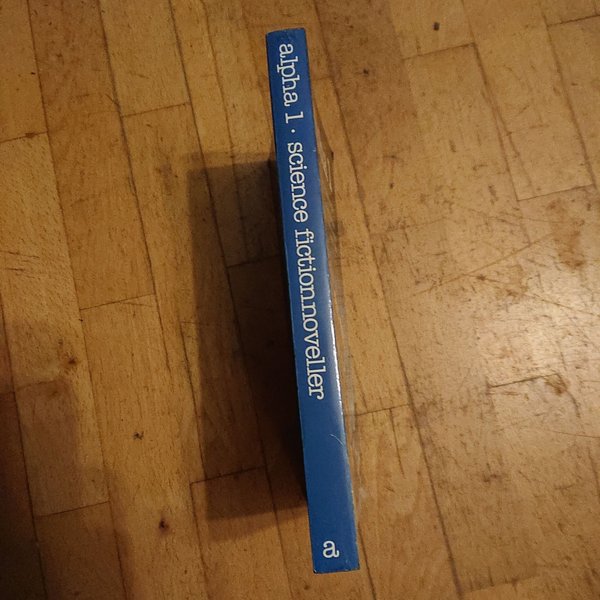 alpha 1 · science fictionnoveller
a